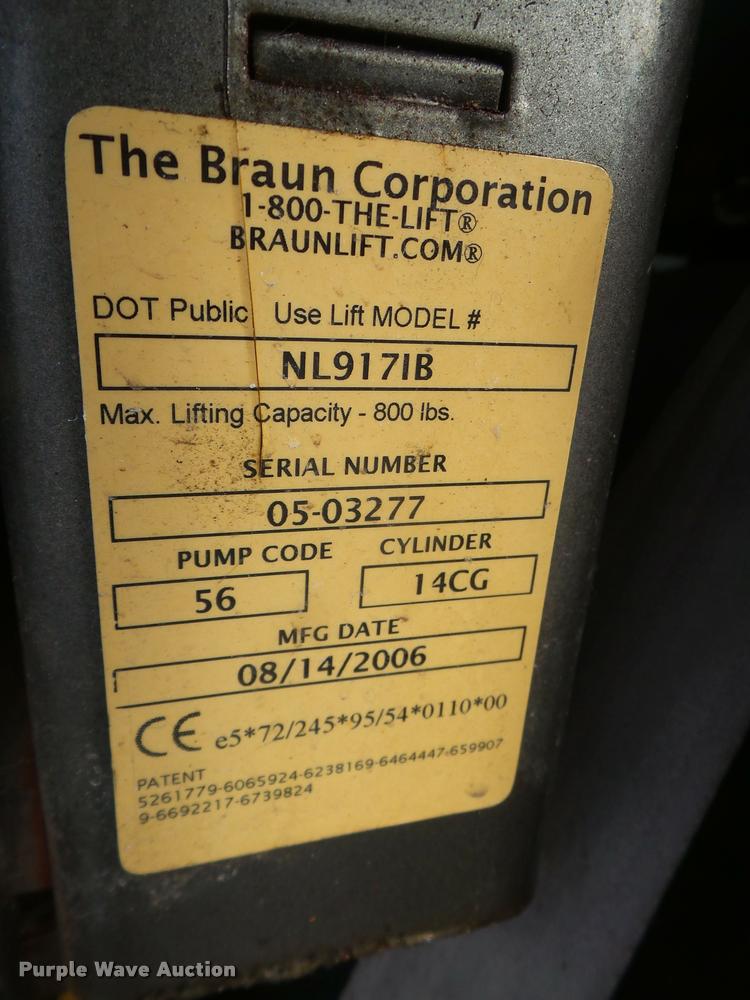 The Braun Corporation
1-800-THE-LIFT®
BRAUNLIFT.COM®
DOT Public Use Lift MODEL #
NL917IB
Max. Lifting Capacity - 800 lbs.
SERIAL NUMBER
05-03277
PUMP CODE CYLINDER
56 14CG
MFG DATE
08/14/2006
CE e5*72/245*95/54*0110*00
PATENT
5261779-6065924-6238169-6464447-659907
9-6692217-6739824
Purple Wave Auction